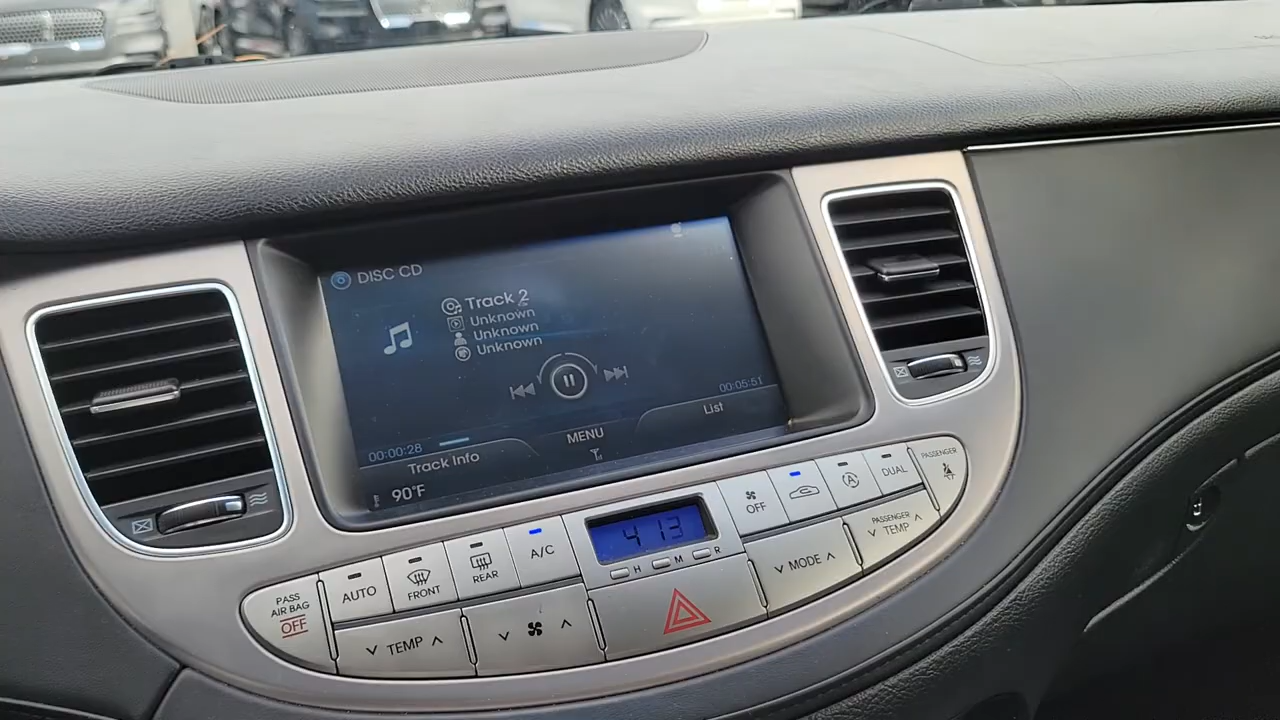 DISC CD
Track 2
Unknown
Unknown
Unknown
00:00:28
00:05:51
Track Info
MENU
List
90°F
4 13
H M R
PASS
AIR BAG
OFF
AUTO
FRONT
REAR
A/C
OFF
A
DUAL
PASSENGER
TEMP
MODE
PASSENGER
TEMP